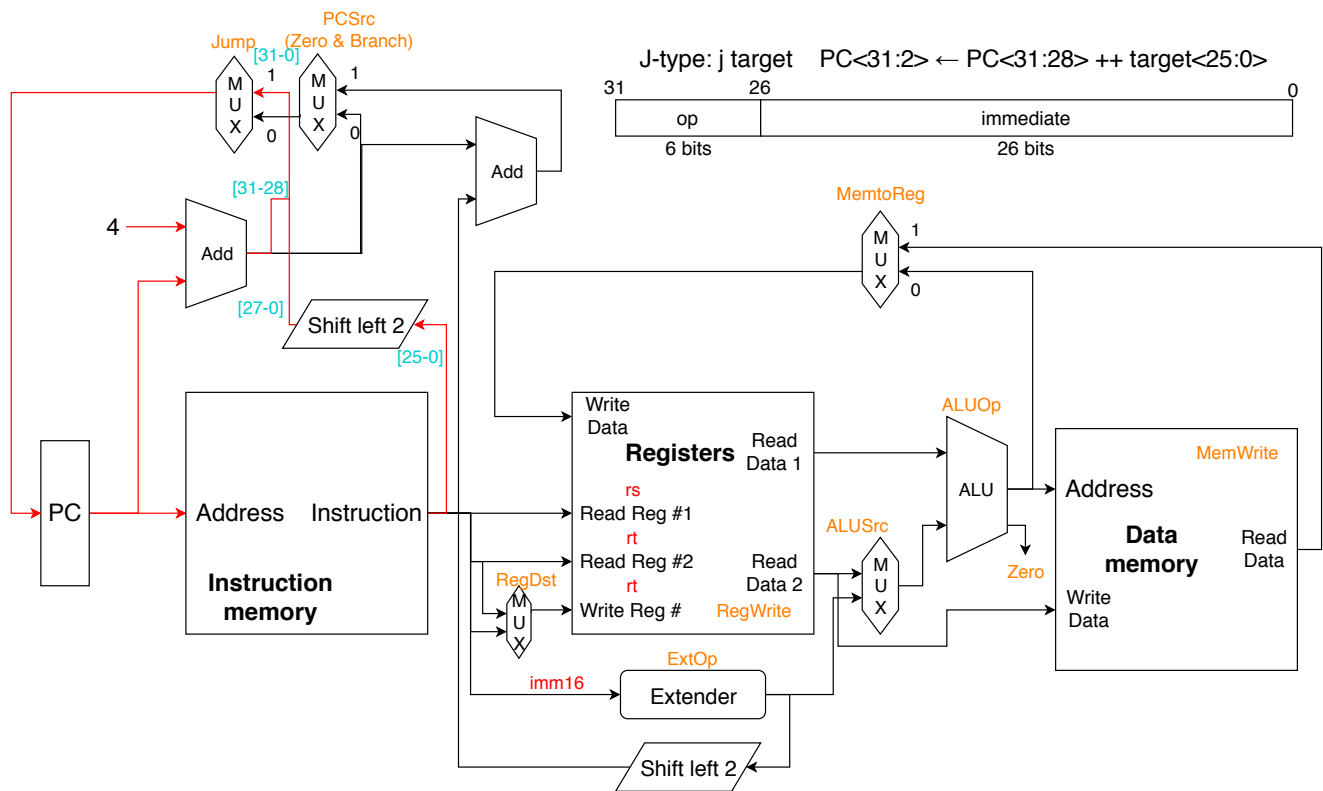 PCSrc
(Zero & Branch)
Jump
[31-0]
J-type: j target PC<31:2> ← PC<31:28> ++ target<25:0>
31
26
0
op
immediate
6 bits
26 bits
M
U
X
1
0
M
U
X
1
0
Add
[31-28]
4
Add
[27-0]
Shift left 2
[25-0]
MemtoReg
M
U
X
1
0
PC
Address
Instruction
Instruction
memory
Write
Data
Registers
Read
Data 1
rs
Read Reg #1
rt
Read Reg #2
rt
Write Reg #
Read
Data 2
RegWrite
RegDst
M
U
X
ALUOp
ALU
Zero
ALUSrc
M
U
X
MemWrite
Address
Data
memory
Read
Data
Write
Data
imm16
ExtOp
Extender
Shift left 2